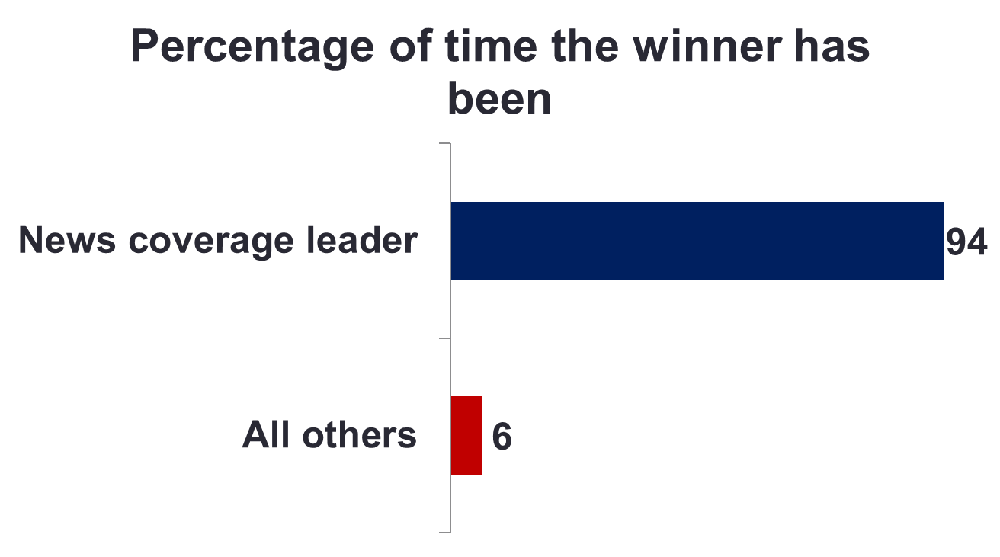 Percentage of time the winner has
been
News coverage leader 94
All others 6